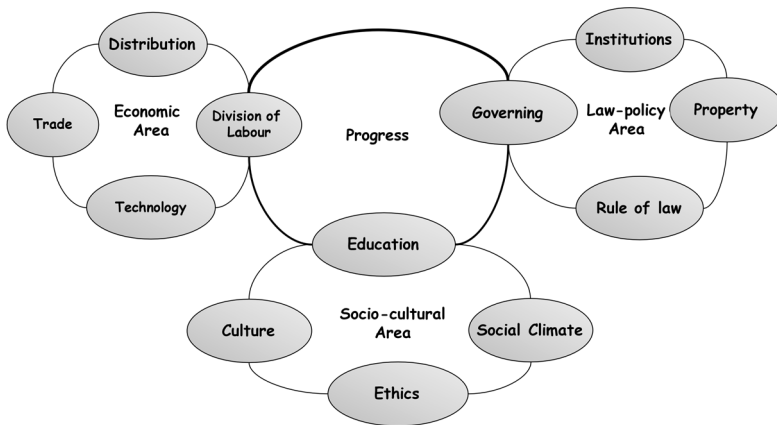 Distribution
Institutions
Trade
Economic
Area
Division of
Labour
Progress
Governing
Law-policy
Area
Property
Technology
Rule of law
Education
Culture
Socio-cultural
Area
Social Climate
Ethics